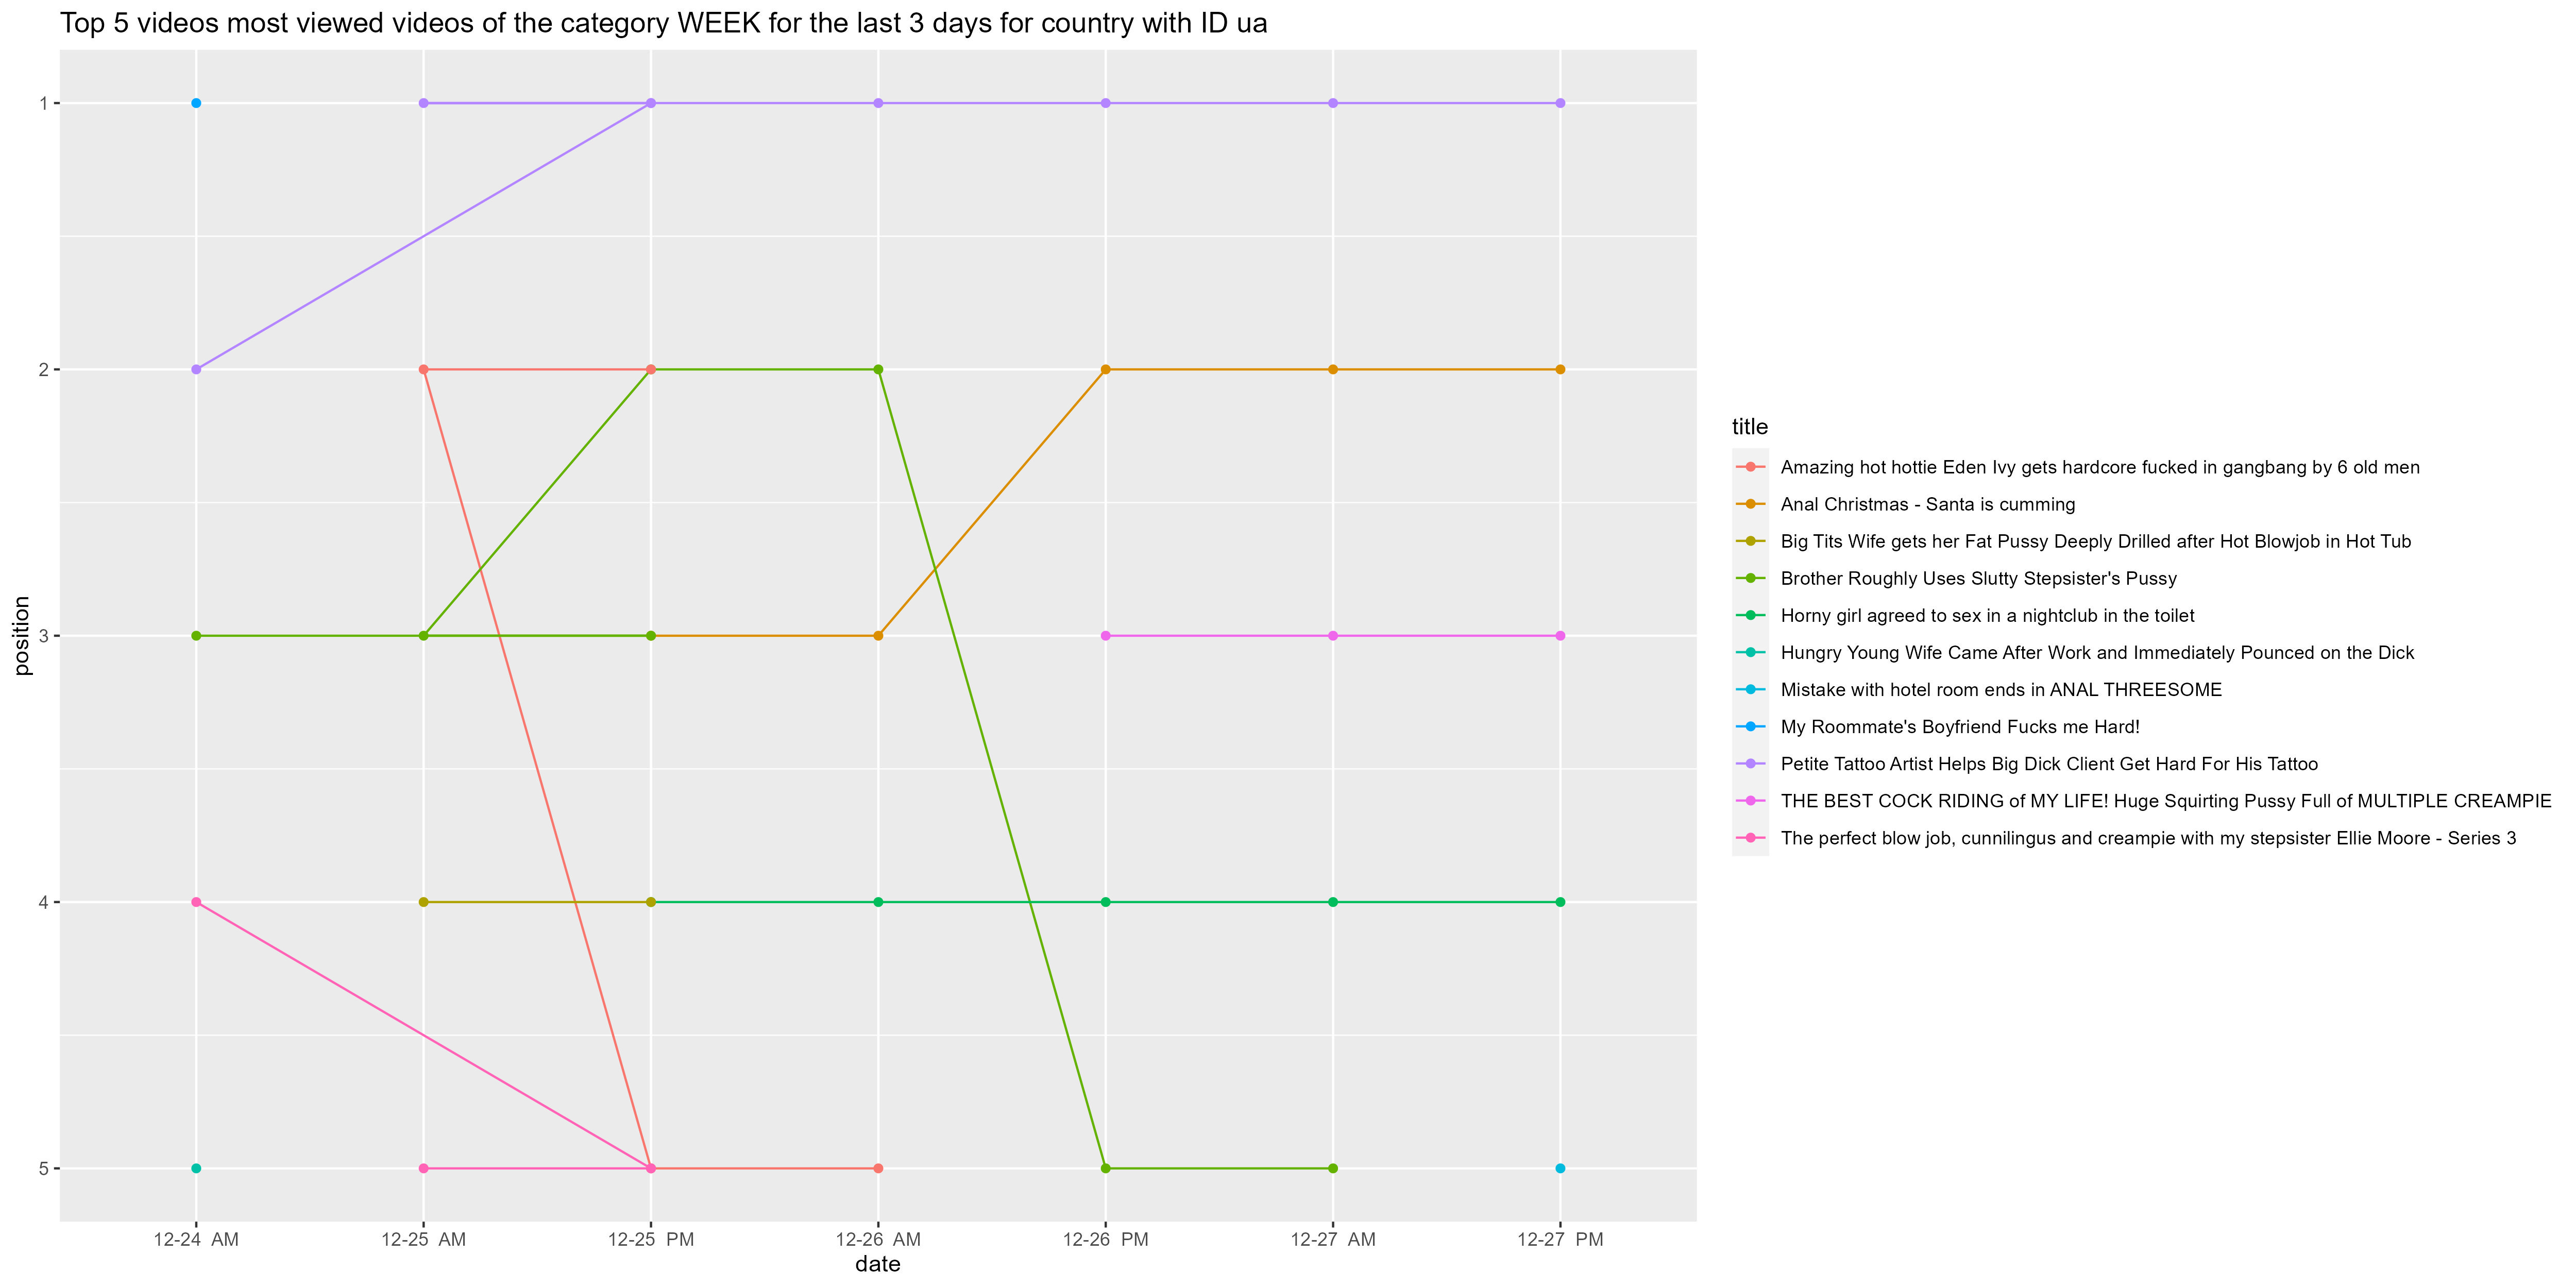 Top 5 videos most viewed videos of the category WEEK for the last 3 days for country with ID ua
position
1
2
3
4
5
12-24 AM
12-25 AM
12-25 PM
12-26 AM
12-26 PM
12-27 AM
12-27 PM
date
title
Amazing hot hottie Eden Ivy gets hardcore fucked in gangbang by 6 old men
Anal Christmas - Santa is cumming
Big Tits Wife gets her Fat Pussy Deeply Drilled after Hot Blowjob in Hot Tub
Brother Roughly Uses Slutty Stepsister's Pussy
Horny girl agreed to sex in a nightclub in the toilet
Hungry Young Wife Came After Work and Immediately Pounced on the Dick
Mistake with hotel room ends in ANAL THREESOME
My Roommate's Boyfriend Fucks me Hard!
Petite Tattoo Artist Helps Big Dick Client Get Hard For His Tattoo
THE BEST COCK RIDING of MY LIFE! Huge Squirting Pussy Full of MULTIPLE CREAMPIE
The perfect blow job, cunnilingus and creampie with my stepsister Ellie Moore - Series 3